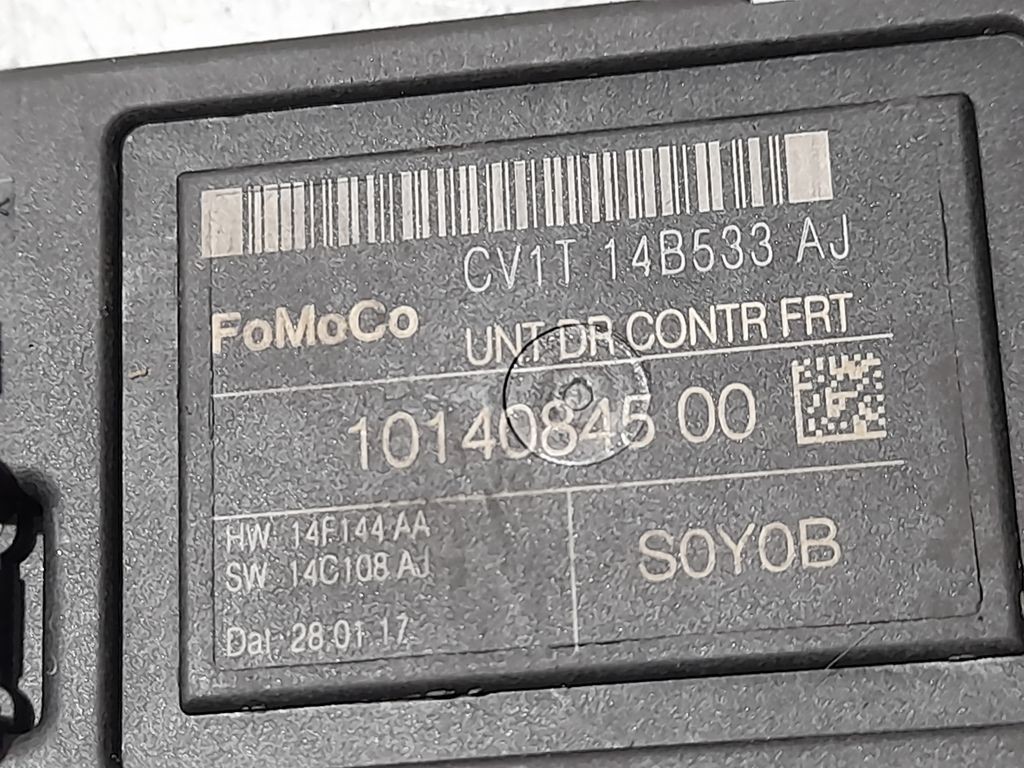 CV1T 14B533 AJ
FoMoCo
UNT DR CONTR FRT
10140845 00
HW 14F144 AA
SW 14C108 AJ
S0Y0B
Dat 28.01.17